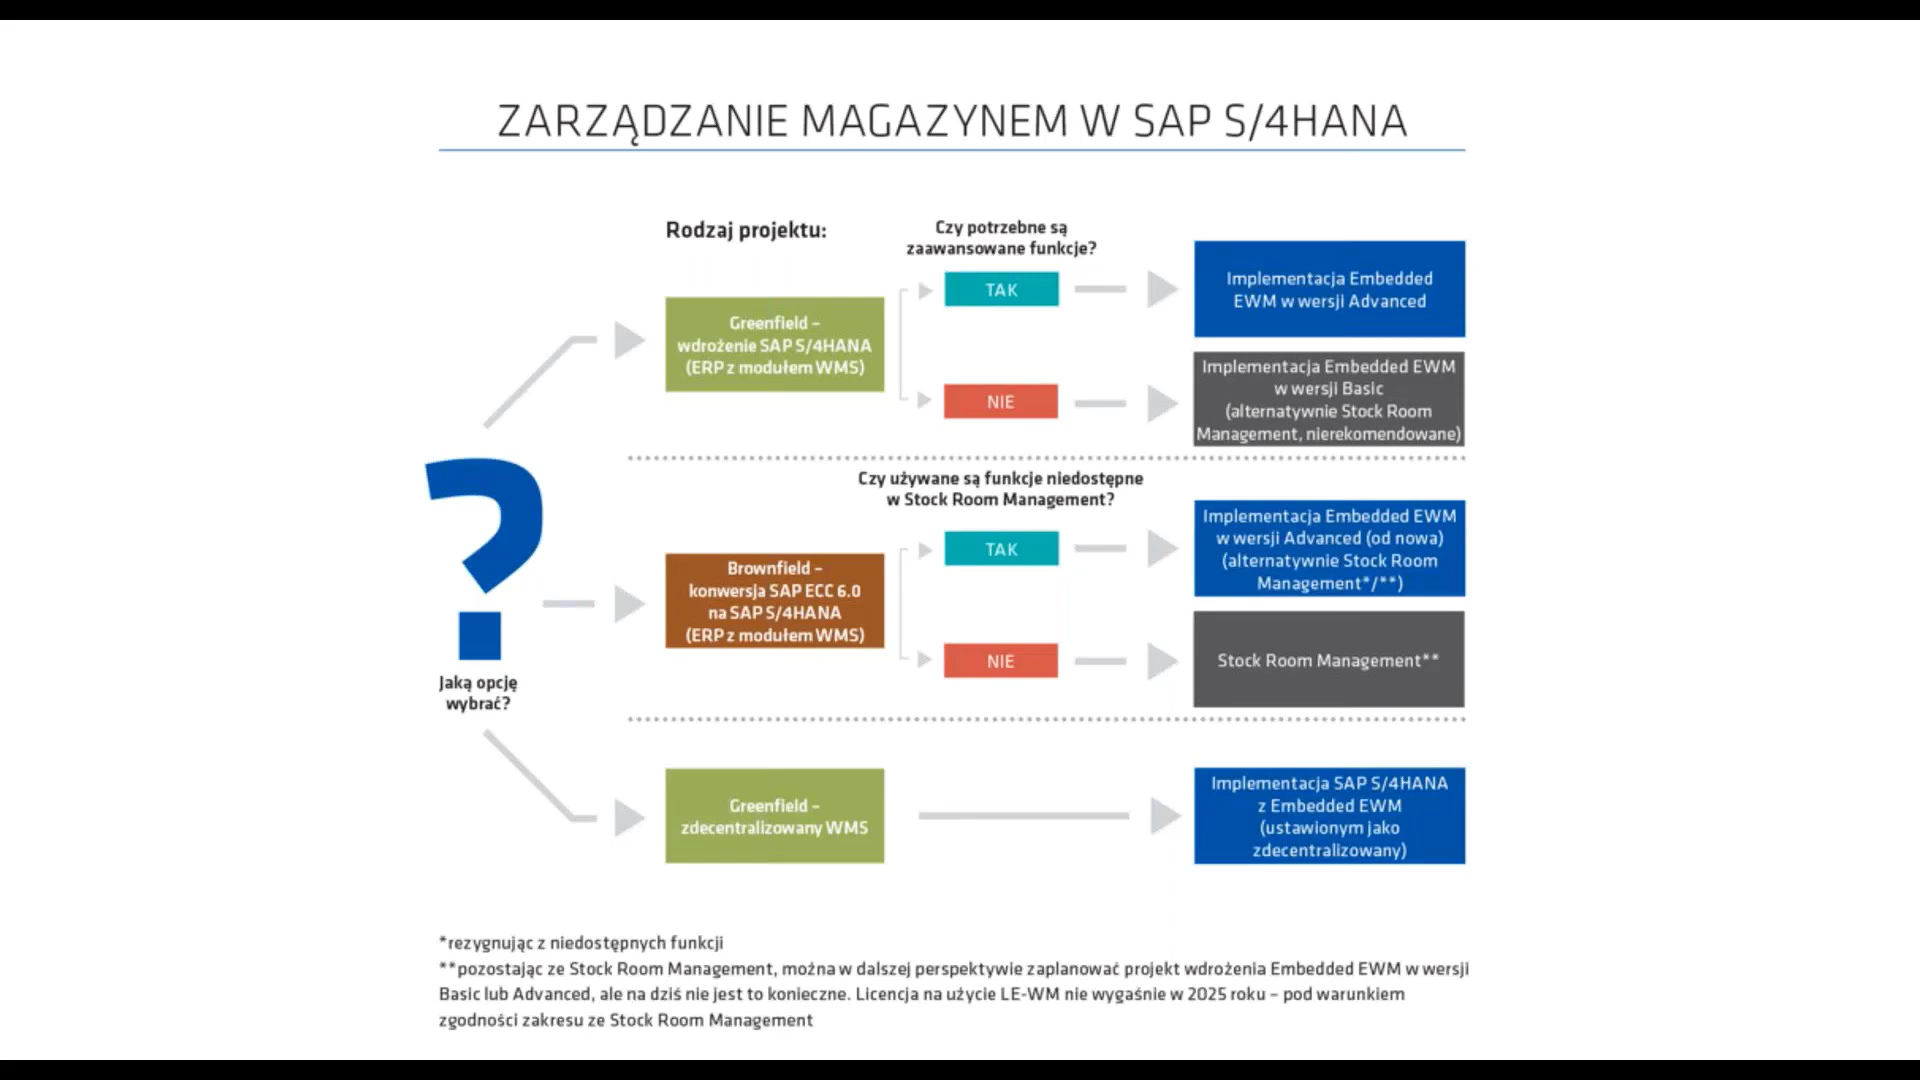 ZARZĄDZANIE MAGAZYNEM W SAP S/4HANA
Rodzaj projektu:
Czy potrzebne są
zaawansowane funkcje?
Greenfield –
wdrożenie SAP S/4HANA
(ERP z modułem WMS)
TAK
Implementacja Embedded
EWM w wersji Advanced
NIE
Implementacja Embedded EWM
w wersji Basic
(alternatywnie Stock Room
Management, nierekomendowane)
?
Jaką opcję
wybrać?
Czy używane są funkcje niedostępne
w Stock Room Management?
Brownfield –
konwersja SAP ECC 6.0
na SAP S/4HANA
(ERP z modułem WMS)
TAK
Implementacja Embedded EWM
w wersji Advanced (od nowa)
(alternatywnie Stock Room
Management*/**)
NIE
Stock Room Management**
Greenfield –
zdecentralizowany WMS
Implementacja SAP S/4HANA
z Embedded EWM
(ustawionym jako
zdecentralizowany)
*rezygnując z niedostępnych funkcji
**pozostając ze Stock Room Management, można w dalszej perspektywie zaplanować projekt wdrożenia Embedded EWM w wersji
Basic lub Advanced, ale na dziś nie jest to konieczne. Licencja na użycie LE-WM nie wygaśnie w 2025 roku – pod warunkiem
zgodności zakresu ze Stock Room Management